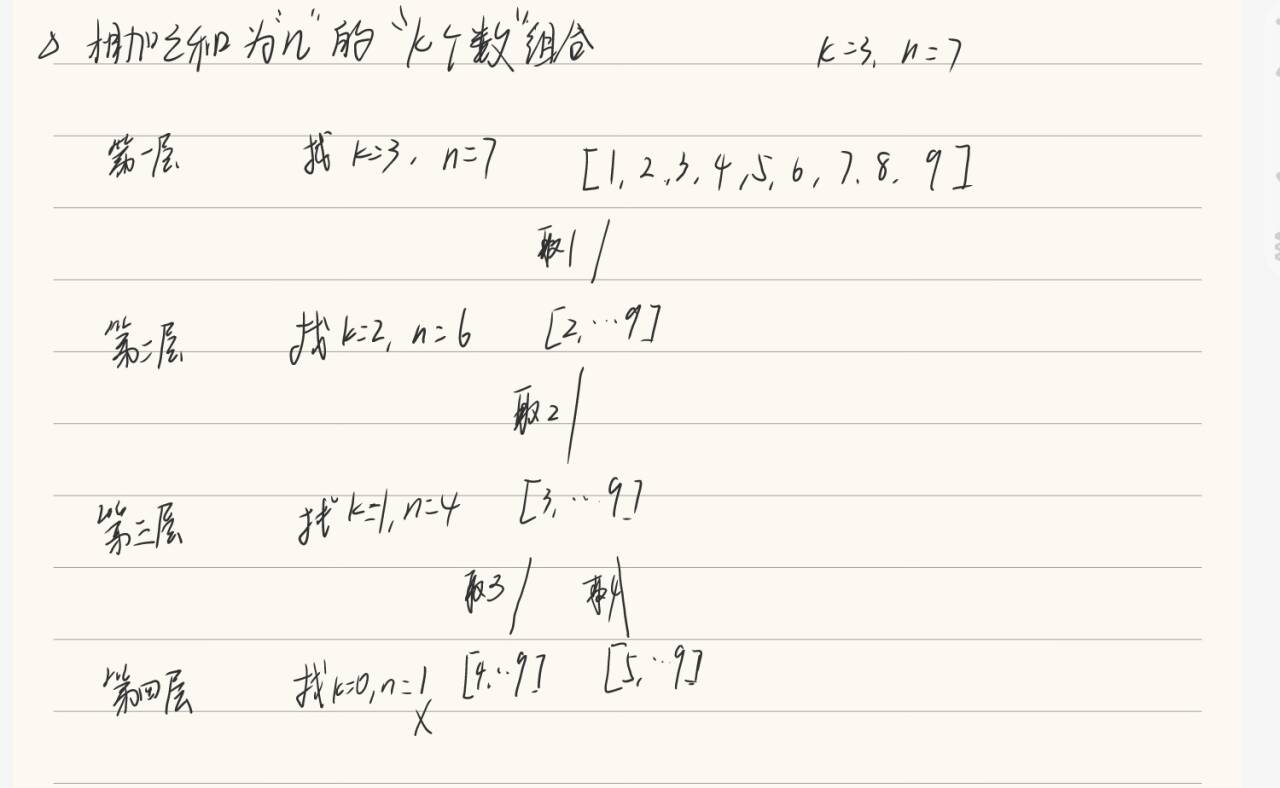 △ 相加之和为"n"的"k个数"组合 k=3, n=7
第一层 找 k=3, n=7 [1, 2, 3, 4, 5, 6, 7, 8, 9]
取1
第二层 找 k=2, n=6 [2, ...9]
取2
第三层 找 k=1, n=4 [3, ...9]
取3 取4
第四层 找 k=0, n=1 [4, ...9] [5, ...9]
X